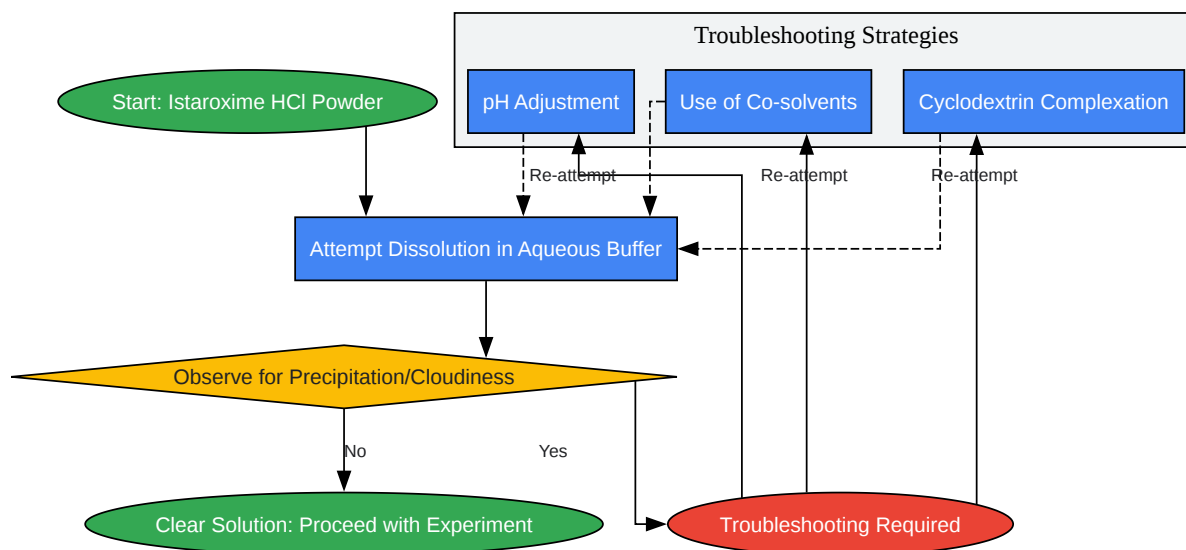 Troubleshooting Strategies
Start: Istaroxime HCl Powder
pH Adjustment
Use of Co-solvents
Cyclodextrin Complexation
Re-attempt
Re-attempt
Re-attempt
Attempt Dissolution in Aqueous Buffer
Observe for Precipitation/Cloudiness
No
Yes
Clear Solution: Proceed with Experiment
Troubleshooting Required